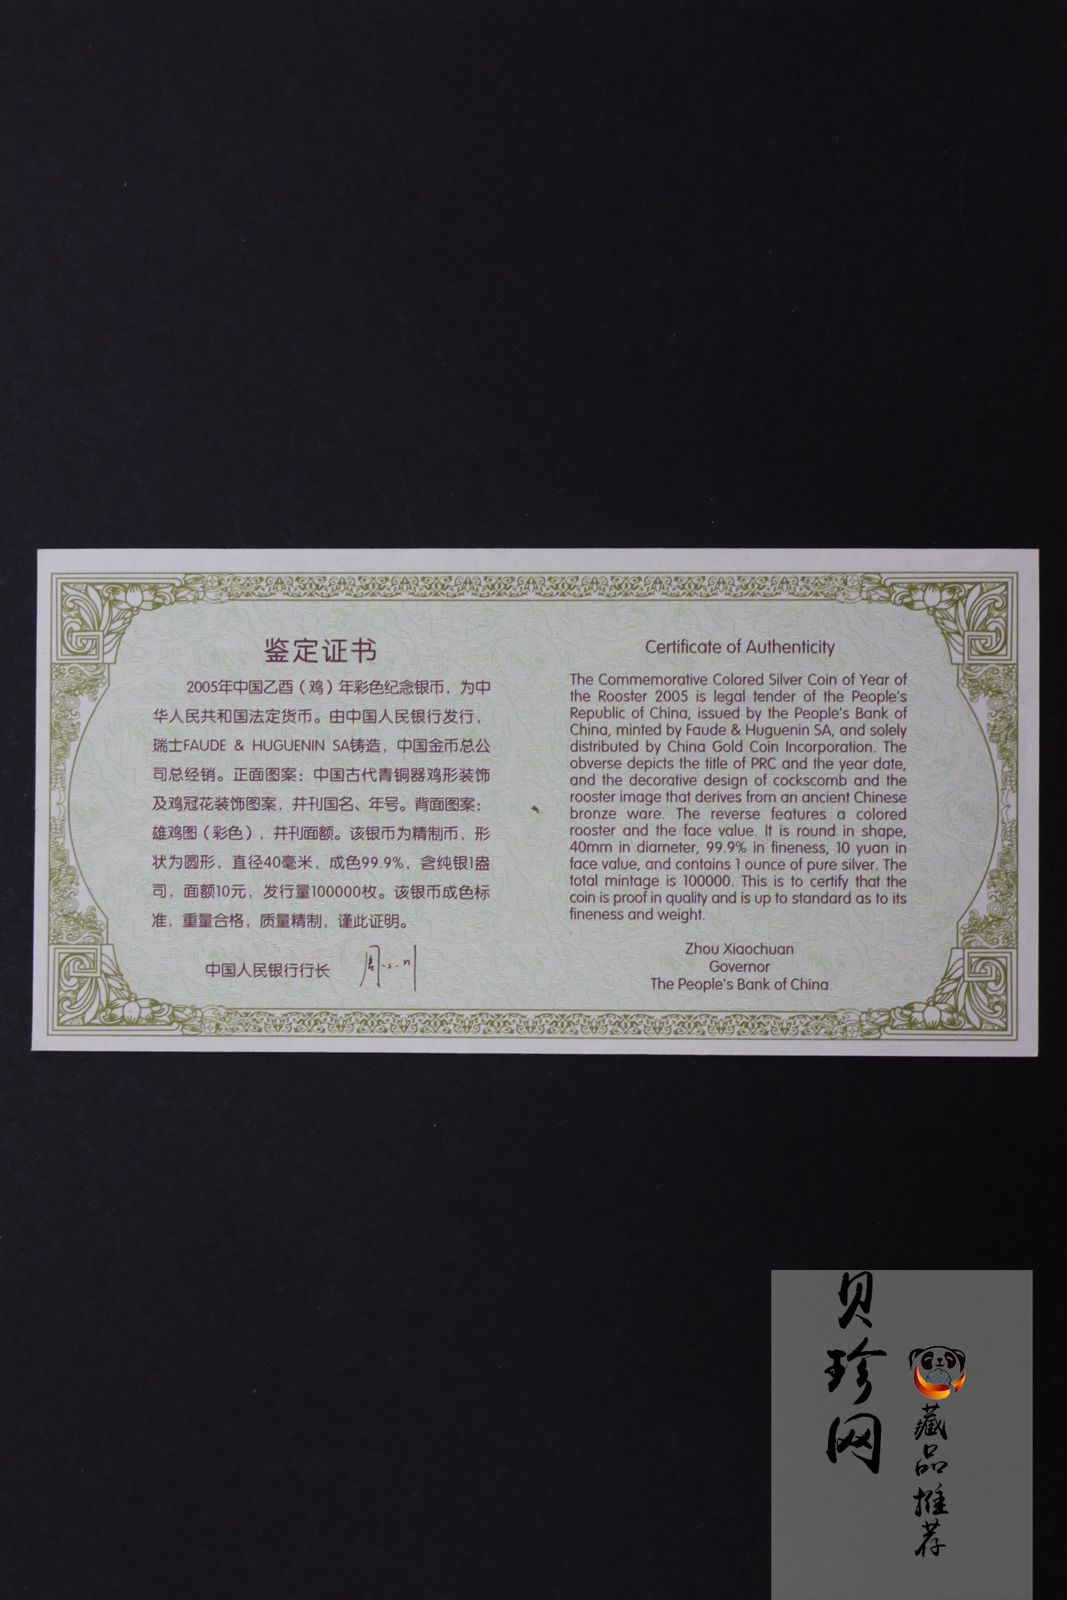 鉴定证书
2005年中国乙酉（鸡）年彩色纪念银币，为中
华人民共和国法定货币。由中国人民银行发行，
瑞士FAUDE & HUGUENIN SA铸造，中国金币总公
司总经销。正面图案：中国古代青铜器鸡形装饰
及鸡冠花装饰图案，并刊国名、年号。背面图案：
雄鸡图（彩色），并刊面额。该银币为精制币，形
状为圆形，直径40毫米，成色99.9%，含纯银1盎
司，面额10元，发行量100000枚。该银币成色标
准，重量合格，质量精制，谨此证明。
中国人民银行行长 周小川
Certificate of Authenticity
The Commemorative Colored Silver Coin of Year of
the Rooster 2005 is legal tender of the People's
Republic of China, issued by the People's Bank of
China, minted by Faude & Huguenin SA, and solely
distributed by China Gold Coin Incorporation. The
obverse depicts the title of PRC and the year date,
and the decorative design of cockscomb and the
rooster image that derives from an ancient Chinese
bronze ware. The reverse features a colored
rooster and the face value. It is round in shape,
40mm in diameter, 99.9% in fineness, 10 yuan in
face value, and contains 1 ounce of pure silver. The
total mintage is 100000. This is to certify that the
coin is proof in quality and is up to standard as to its
fineness and weight.
Zhou Xiaochuan
Governor
The People's Bank of China
贝珍网
藏品推荐